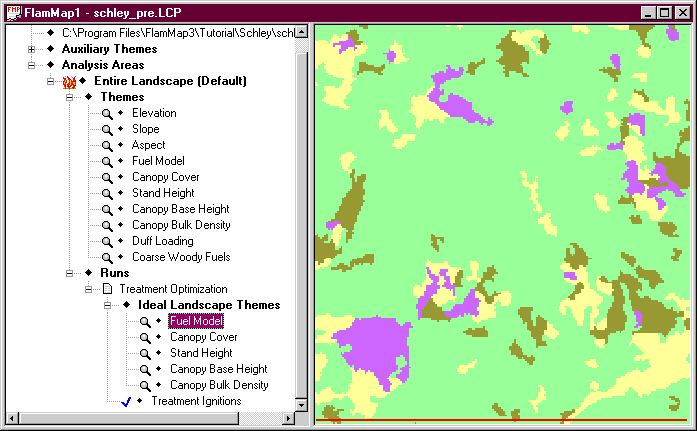 FlamMap1 - schley_pre.LCP
C:\Program Files\FlamMap3\Tutorial\Schley\sch
Auxiliary Themes
Analysis Areas
Entire Landscape (Default)
Themes
Elevation
Slope
Aspect
Fuel Model
Canopy Cover
Stand Height
Canopy Base Height
Canopy Bulk Density
Duff Loading
Coarse Woody Fuels
Runs
Treatment Optimization
Ideal Landscape Themes
Fuel Model
Canopy Cover
Stand Height
Canopy Base Height
Canopy Bulk Density
Treatment Ignitions